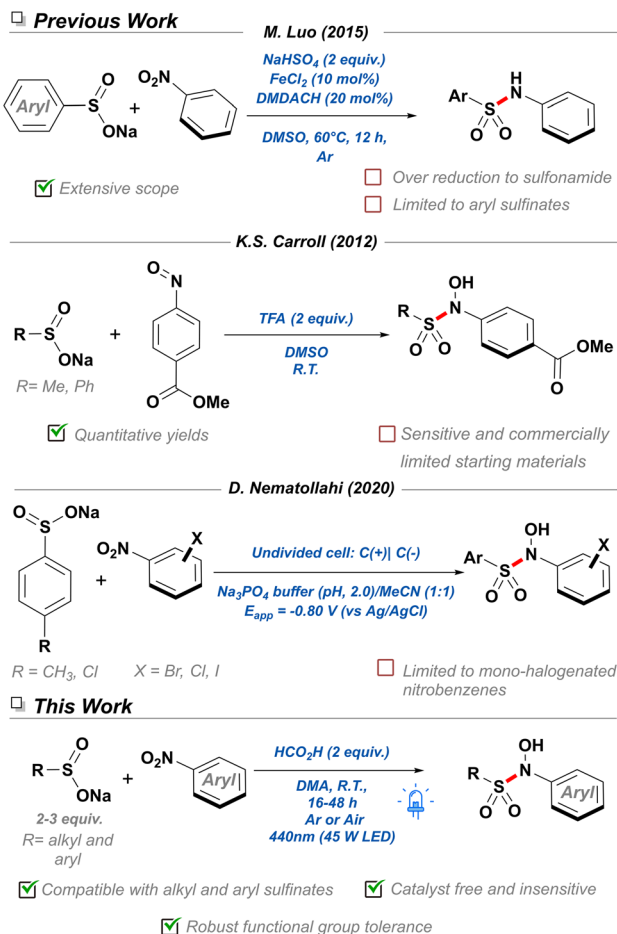 Previous Work
M. Luo (2015)
Aryl
S
O
ONa
+
O₂N
NaHSO₄ (2 equiv.)
FeCl₂ (10 mol%)
DMDACH (20 mol%)
DMSO, 60°C, 12 h,
Ar
Ar
S
O O
H
N
Extensive scope
Over reduction to sulfonamide
Limited to aryl sulfinates
K.S. Carroll (2012)
R
S
O
ONa
R= Me, Ph
+
O
N
O
OMe
TFA (2 equiv.)
DMSO
R.T.
R
S
O O
N
OH
OMe
O
Quantitative yields
Sensitive and commercially
limited starting materials
D. Nematollahi (2020)
O
S
ONa
R
+
O₂N
X
Undivided cell: C(+)| C(-)
Na₃PO₄ buffer (pH, 2.0)/MeCN (1:1)
Eapp = -0.80 V (vs Ag/AgCl)
Ar
S
O O
N
OH
X
R = CH₃, Cl
X = Br, Cl, I
Limited to mono-halogenated
nitrobenzenes
This Work
R
S
O
ONa
2-3 equiv.
R= alkyl and
aryl
+
O₂N
Aryl
HCO₂H (2 equiv.)
DMA, R.T.,
16-48 h
Ar or Air
440nm (45 W LED)
R
S
O O
N
OH
Aryl
Compatible with alkyl and aryl sulfinates
Catalyst free and insensitive
Robust functional group tolerance